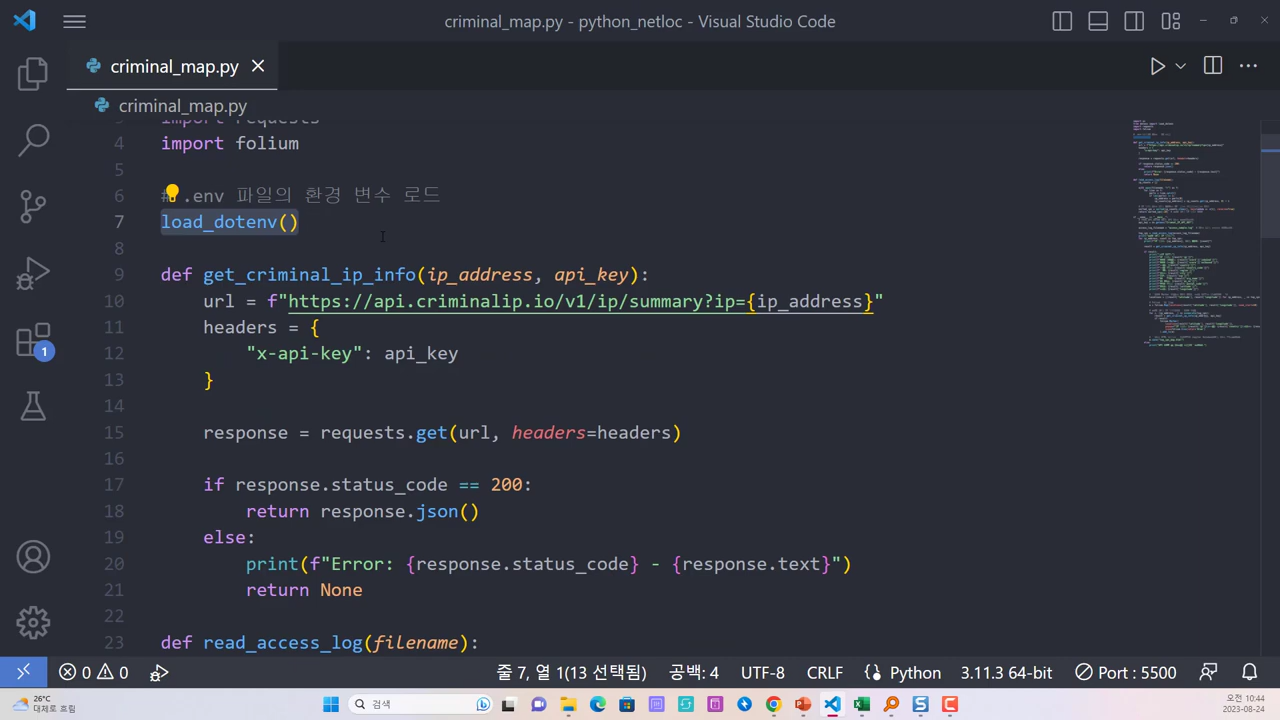 criminal_map.py - python_netloc - Visual Studio Code
criminal_map.py
criminal_map.py
3 import requests
4 import folium
5
6 # .env 파일의 환경 변수 로드
7 load_dotenv()
8
9 def get_criminal_ip_info(ip_address, api_key):
10 url = f"https://api.criminalip.io/v1/ip/summary?ip={ip_address}"
11 headers = {
12 "x-api-key": api_key
13 }
14
15 response = requests.get(url, headers=headers)
16
17 if response.status_code == 200:
18 return response.json()
19 else:
20 print(f"Error: {response.status_code} - {response.text}")
21 return None
22
23 def read_access_log(filename):
1
0 0 줄 7, 열 1(13 선택됨) 공백: 4 UTF-8 CRLF {} Python 3.11.3 64-bit Port : 5500
26°C
대체로 흐림
검색
오전 10:44
2023-08-24